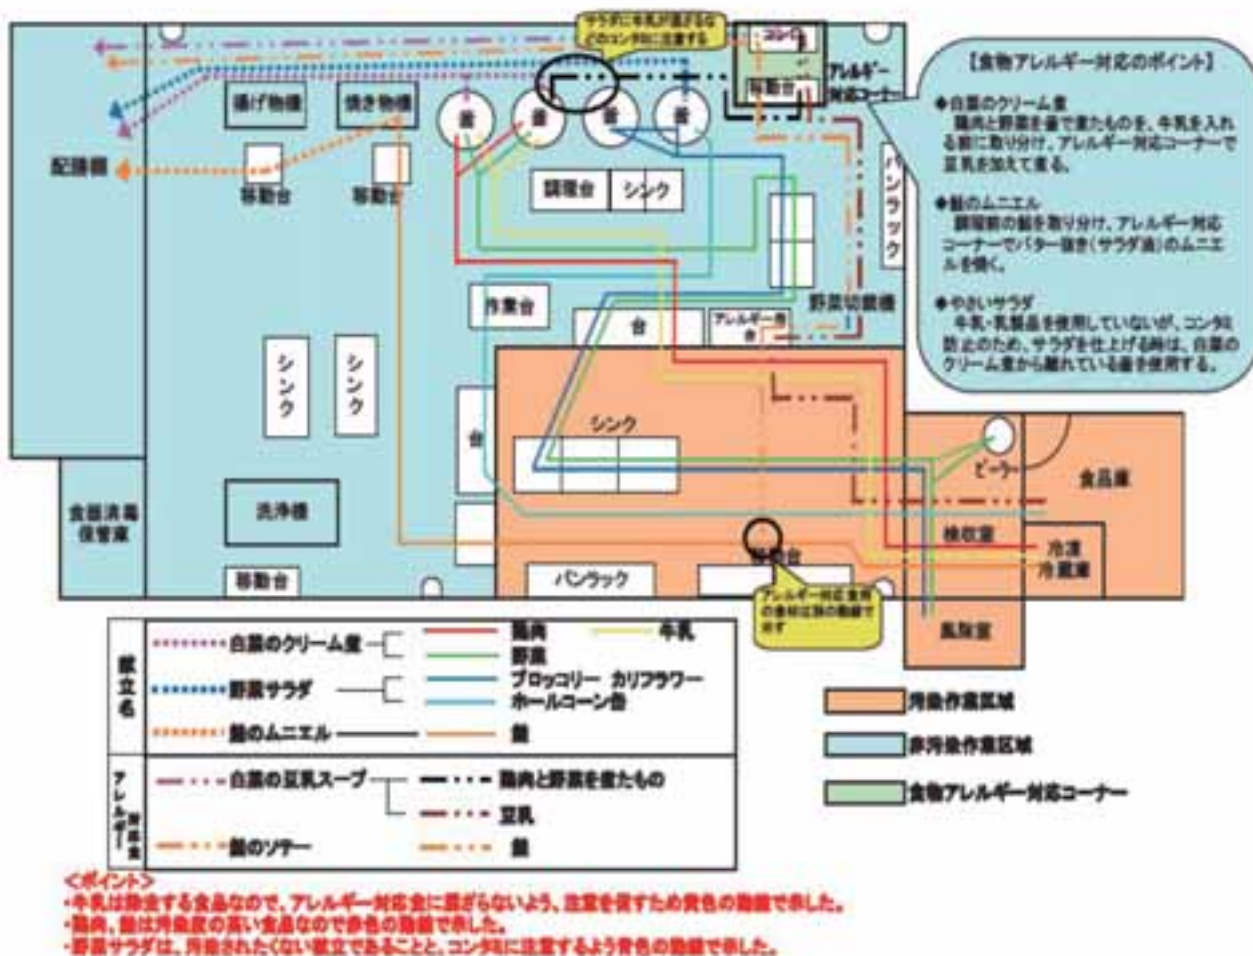 サラダに牛乳が混ざるな
どのコンタミに注意する
コンロ
移動台
アレルギー
対応コーナー
揚げ物機
焼き物機
釜
釜
釜
釜
配膳棚
移動台
移動台
調理台
シンク
パンラック
作業台
台
野菜切裁機
シンク
シンク
台
シンク
ピーラー
食品庫
食器消毒
保管庫
洗浄機
検収室
冷凍
冷蔵庫
移動台
パンラック
移動台
アレルギー対応食用
の食材は別の動線で
示す
風除室
【食物アレルギー対応のポイント】
◆白菜のクリーム煮
鶏肉と野菜を釜で煮たものを、牛乳を入れ
る前に取り分け、アレルギー対応コーナーで
豆乳を加えて煮る。
◆鮭のムニエル
調理前の鮭を取り分け、アレルギー対応
コーナーでバター抜き(サラダ油)のムニエ
ルを焼く。
◆やさいサラダ
牛乳・乳製品を使用していないが、コンタミ
防止のため、サラダを仕上げる時は、白菜の
クリーム煮から離れている釜を使用する。
献立名
白菜のクリーム煮
鶏肉
牛乳
野菜
野菜サラダ
ブロッコリー カリフラワー
ホールコーン缶
鮭のムニエル
鮭
アレルギー
対応食
白菜の豆乳スープ
鶏肉と野菜を煮たもの
豆乳
鮭のソテー
鮭
汚染作業区域
非汚染作業区域
食物アレルギー対応コーナー
<ポイント>
・牛乳は除去する食品なので、アレルギー対応食に混ざらないよう、注意を促すため黄色の動線で示した。
・鶏肉、鮭は汚染度の高い食品なので赤色の動線で示した。
・野菜サラダは、汚染されたくない献立であることと、コンタミに注意するよう青色の動線で示した。